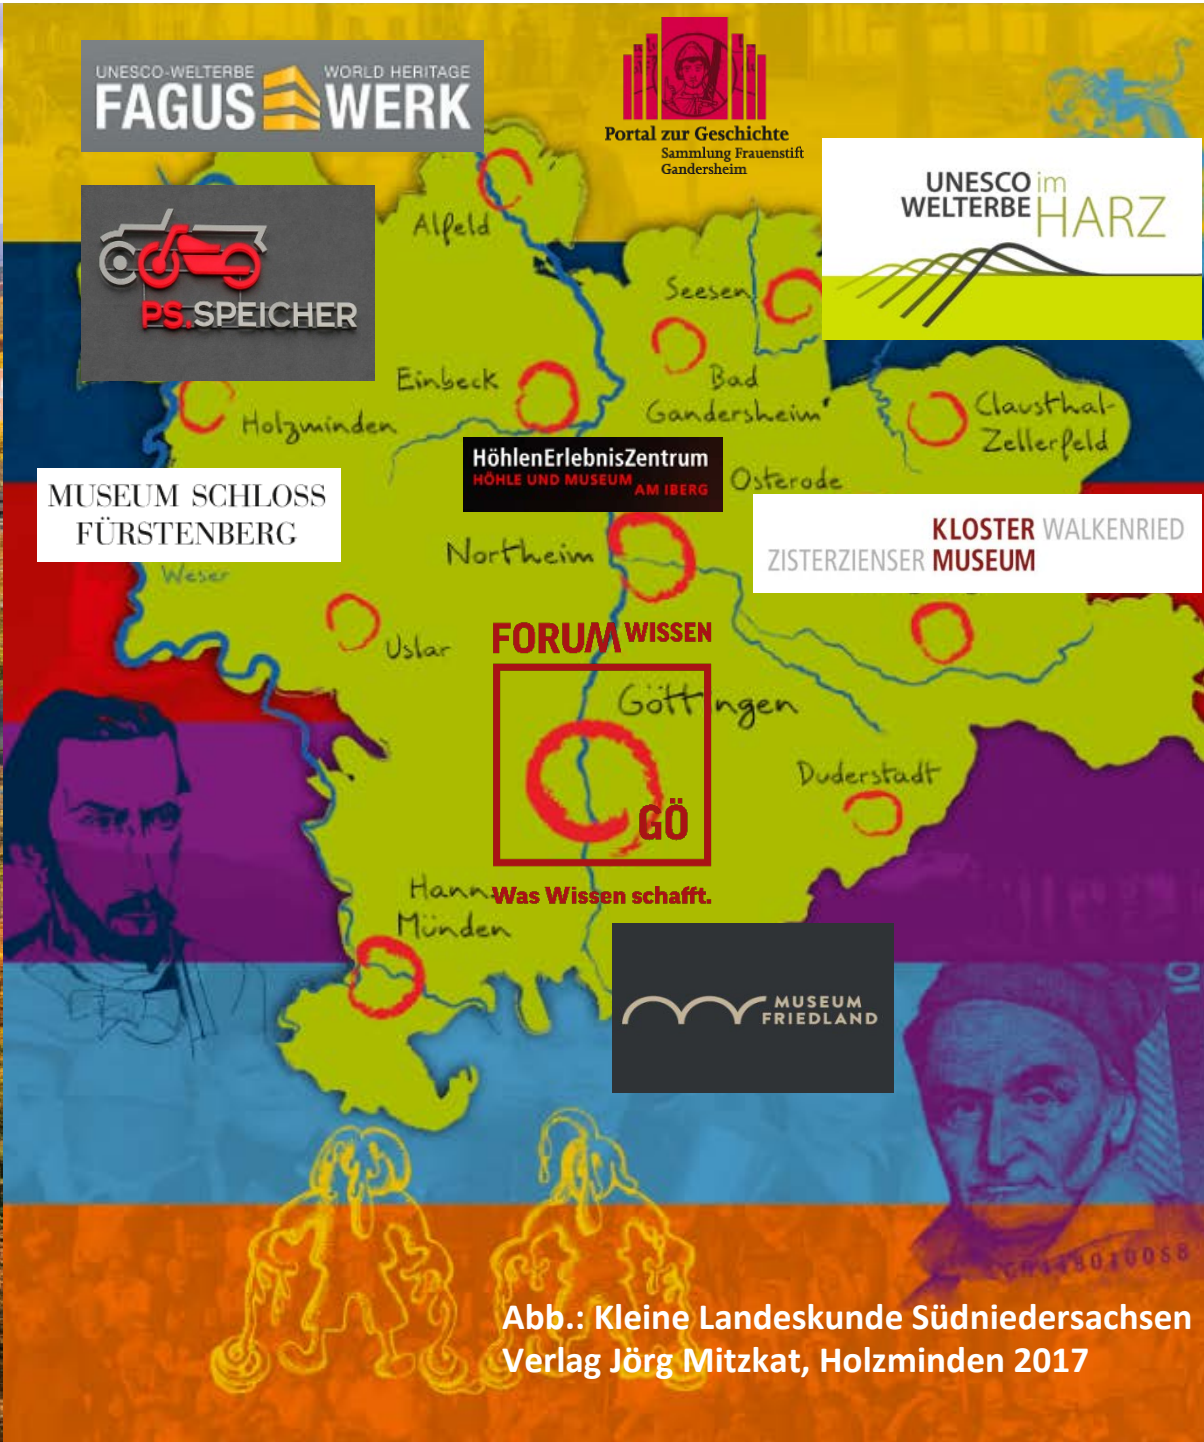 UNESCO-WELTERBE WORLD HERITAGE
FAGUS WERK
Portal zur Geschichte
Sammlung Frauenstift
Gandersheim
UNESCO im
WELTERBE HARZ
PS.SPEICHER
Alfeld
Seesen
Einbeck
Bad
Gandersheim
Holzminden
Clausthal-
Zellerfeld
HöhlenErlebnisZentrum
HÖHLE UND MUSEUM
AM IBERG
Osterode
MUSEUM SCHLOSS
FÜRSTENBERG
KLOSTER WALKENRIED
ZISTERZIENSER MUSEUM
Northeim
Weser
Uslar
FORUM WISSEN
Göttingen
Duderstadt
GÖ
Hann.
Münden
Was Wissen schafft.
MUSEUM
FRIEDLAND
Abb.: Kleine Landeskunde Südniedersachsen
Verlag Jörg Mitzkat, Holzminden 2017